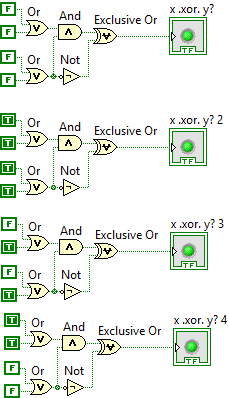 Or And Exclusive Or x .xor. y?
F
F
Or Not
F
F
TF
Or And Exclusive Or x .xor. y? 2
T
T
Or Not
T
T
TF
Or And Exclusive Or x .xor. y? 3
F
T
Or Not
F
T
TF
Or And Exclusive Or x .xor. y? 4
T
T
Or Not
F
F
TF